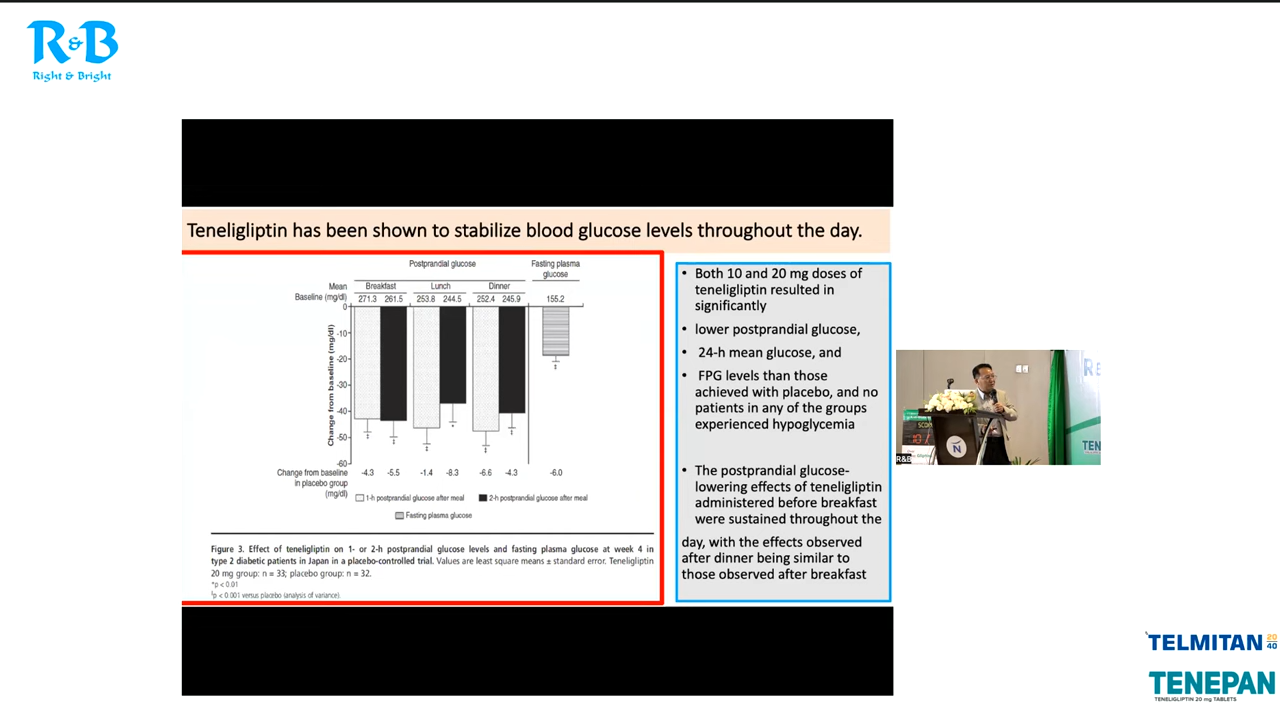 R&B
Right & Bright
Teneligliptin has been shown to stabilize blood glucose levels throughout the day.
Postprandial glucose
Fasting plasma
glucose
Mean
Baseline (mg/dl)
Breakfast
Lunch
Dinner
271.3 261.5 253.8 244.5 252.4 245.9 155.2
0
-10
-20
-30
-40
-50
-60
Change from baseline (mg/dl)
Change from baseline
in placebo group
(mg/dl)
-4.3 -5.5 -1.4 -8.3 -6.6 -4.3 -6.0
1-h postprandial glucose after meal
2-h postprandial glucose after meal
Fasting plasma glucose
Figure 3. Effect of teneligliptin on 1- or 2-h postprandial glucose levels and fasting plasma glucose at week 4 in
type 2 diabetic patients in Japan in a placebo-controlled trial. Values are least square means ± standard error. Teneligliptin
20 mg group: n = 33; placebo group: n = 32.
*p < 0.01
‡p < 0.001 versus placebo (analysis of variance).
• Both 10 and 20 mg doses of
teneligliptin resulted in
significantly
• lower postprandial glucose,
• 24-h mean glucose, and
• FPG levels than those
achieved with placebo, and no
patients in any of the groups
experienced hypoglycemia
• The postprandial glucose-
lowering effects of teneligliptin
administered before breakfast
were sustained throughout the
day, with the effects observed
after dinner being similar to
those observed after breakfast
R&B
TEN
N
TELMITAN 20 40
TENEPAN
TENELIGLIPTIN 20 mg TABLETS